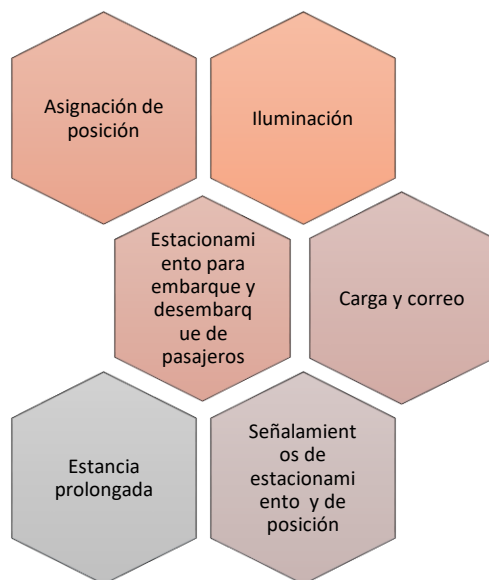 Asignación de
posición
Iluminación
Estacionami
ento para
embarque y
desembarq
ue de
pasajeros
Carga y correo
Estancia
prolongada
Señalamient
os de
estacionami
ento  y de
posición